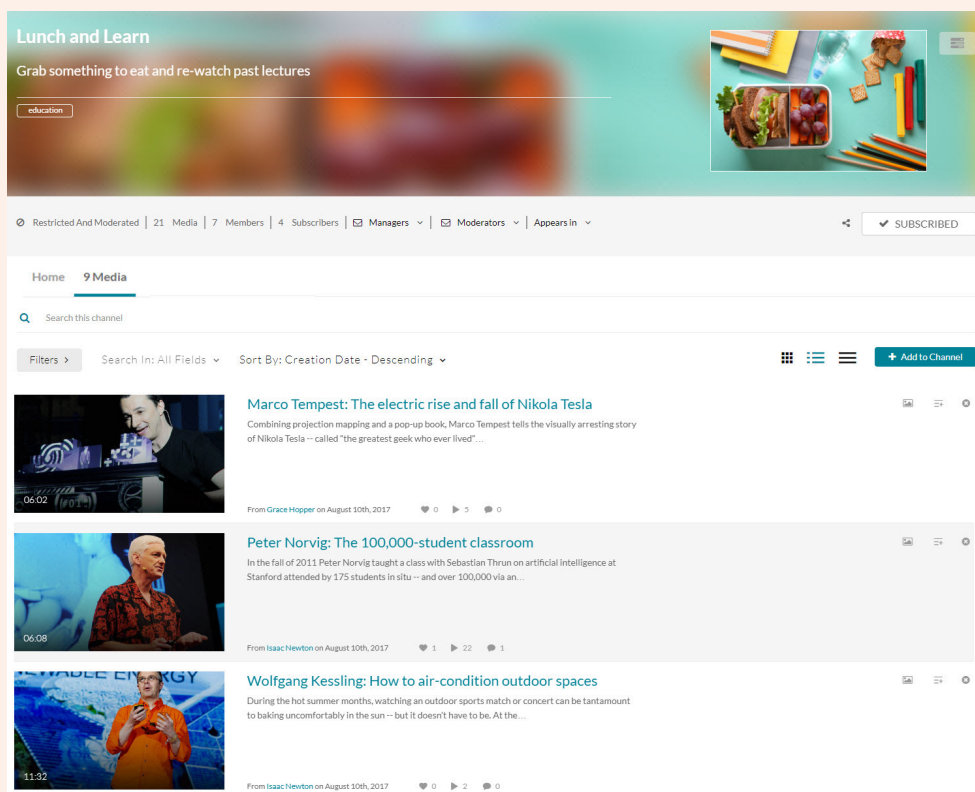 Lunch and Learn
Grab something to eat and re-watch past lectures
education
Restricted And Moderated | 21 Media | 7 Members | 4 Subscribers | Managers | Moderators | Appears in
SUBSCRIBED
Home 9 Media
Search this channel
Filters > Search In: All Fields Sort By: Creation Date - Descending
+ Add to Channel
Marco Tempest: The electric rise and fall of Nikola Tesla
Combining projection mapping and a pop-up book, Marco Tempest tells the visually arresting story
of Nikola Tesla -- called "the greatest geek who ever lived"...
06:02
From Grace Hopper on August 10th, 2017 0 5 0
Peter Norvig: The 100,000-student classroom
In the fall of 2011 Peter Norvig taught a class with Sebastian Thrun on artificial intelligence at
Stanford attended by 175 students in situ -- and over 100,000 via an...
06:08
From Isaac Newton on August 10th, 2017 1 22 1
Wolfgang Kessling: How to air-condition outdoor spaces
During the hot summer months, watching an outdoor sports match or concert can be tantamount
to baking uncomfortably in the sun -- but it doesn't have to be. At the...
11:32
From Isaac Newton on August 10th, 2017 0 2 0